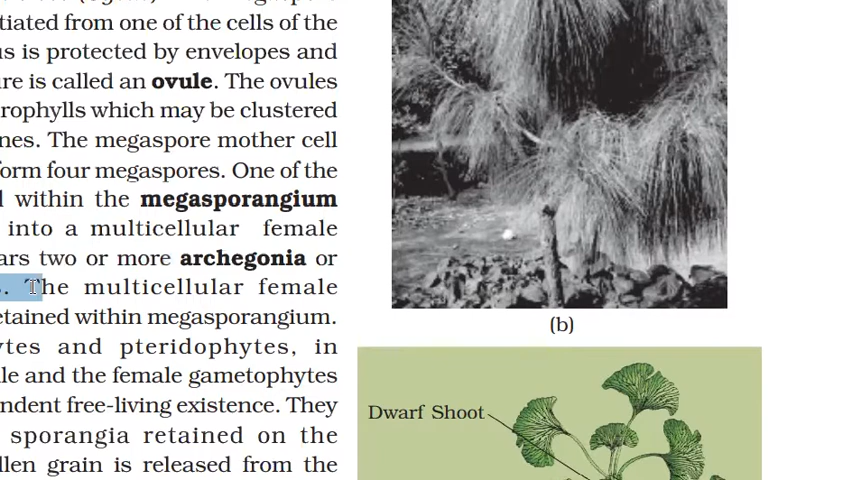 tiated from one of the cells of the
us is protected by envelopes and
ure is called an ovule. The ovules
rophylls which may be clustered
nes. The megaspore mother cell
form four megaspores. One of the
d within the megasporangium
into a multicellular female
ars two or more archegonia or
s. The multicellular female
etained within megasporangium.
ytes and pteridophytes, in
le and the female gametophytes
ndent free-living existence. They
sporangia retained on the
llen grain is released from the
(b)
Dwarf Shoot